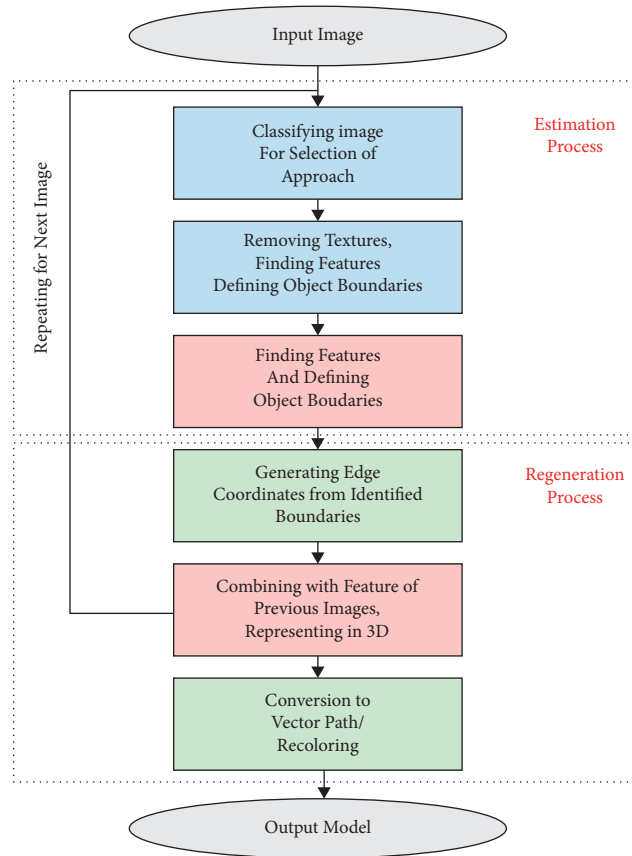 Input Image
Estimation
Process
Classifying image
For Selection of
Approach
Repeating for Next Image
Removing Textures,
Finding Features
Defining Object Boundaries
Finding Features
And Defining
Object Boudaries
Regeneration
Process
Generating Edge
Coordinates from Identified
Boundaries
Combining with Feature of
Previous Images,
Representing in 3D
Conversion to
Vector Path/
Recoloring
Output Model